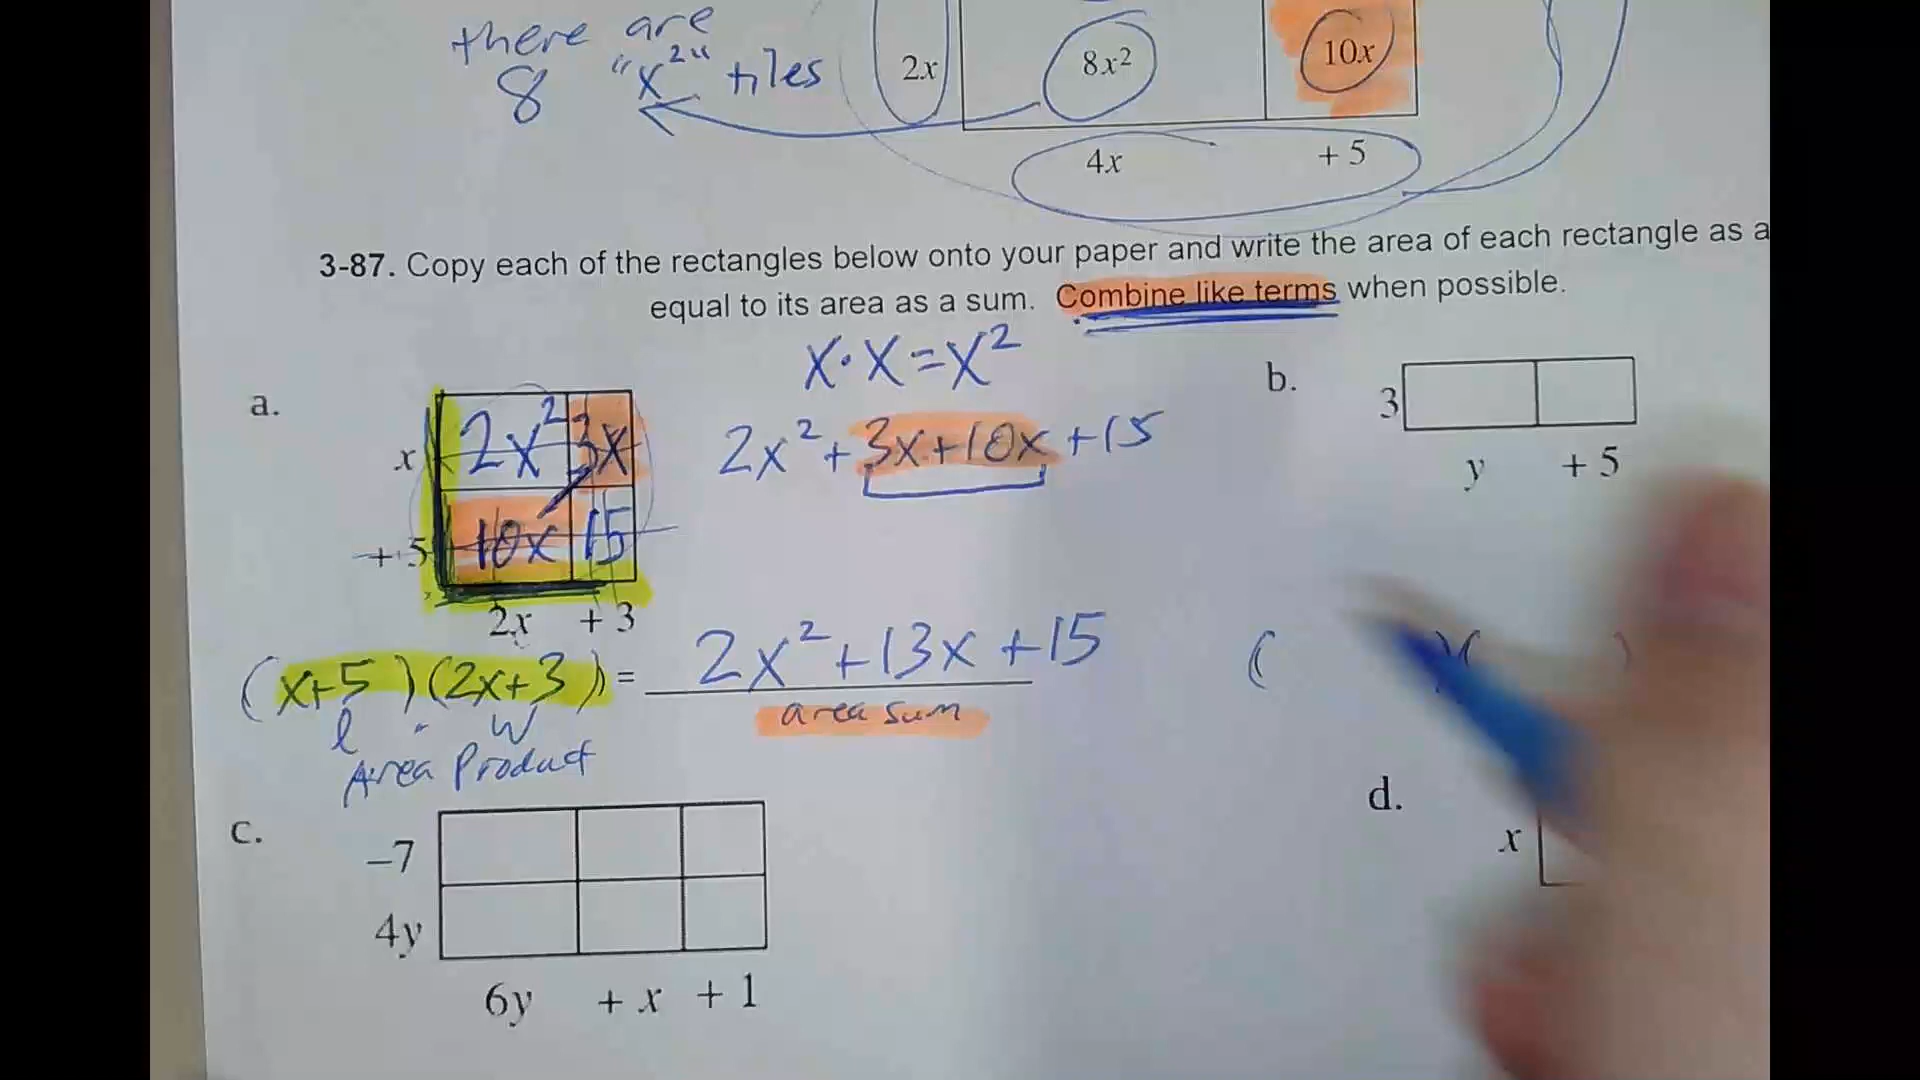 there are
8 "x²" tiles
2x 8x² 10x
4x + 5
3-87. Copy each of the rectangles below onto your paper and write the area of each rectangle as a
equal to its area as a sum. Combine like terms when possible.
x·x=x²
a. x 2x² 3x
2x²+3x+10x+15
+ 5 10x 15
2x + 3
b. 3
y + 5
(x+5)(2x+3)= 2x²+13x+15
l · w
area sum
Area Product
( )( )
c. –7
4y
6y + x + 1
d.
x